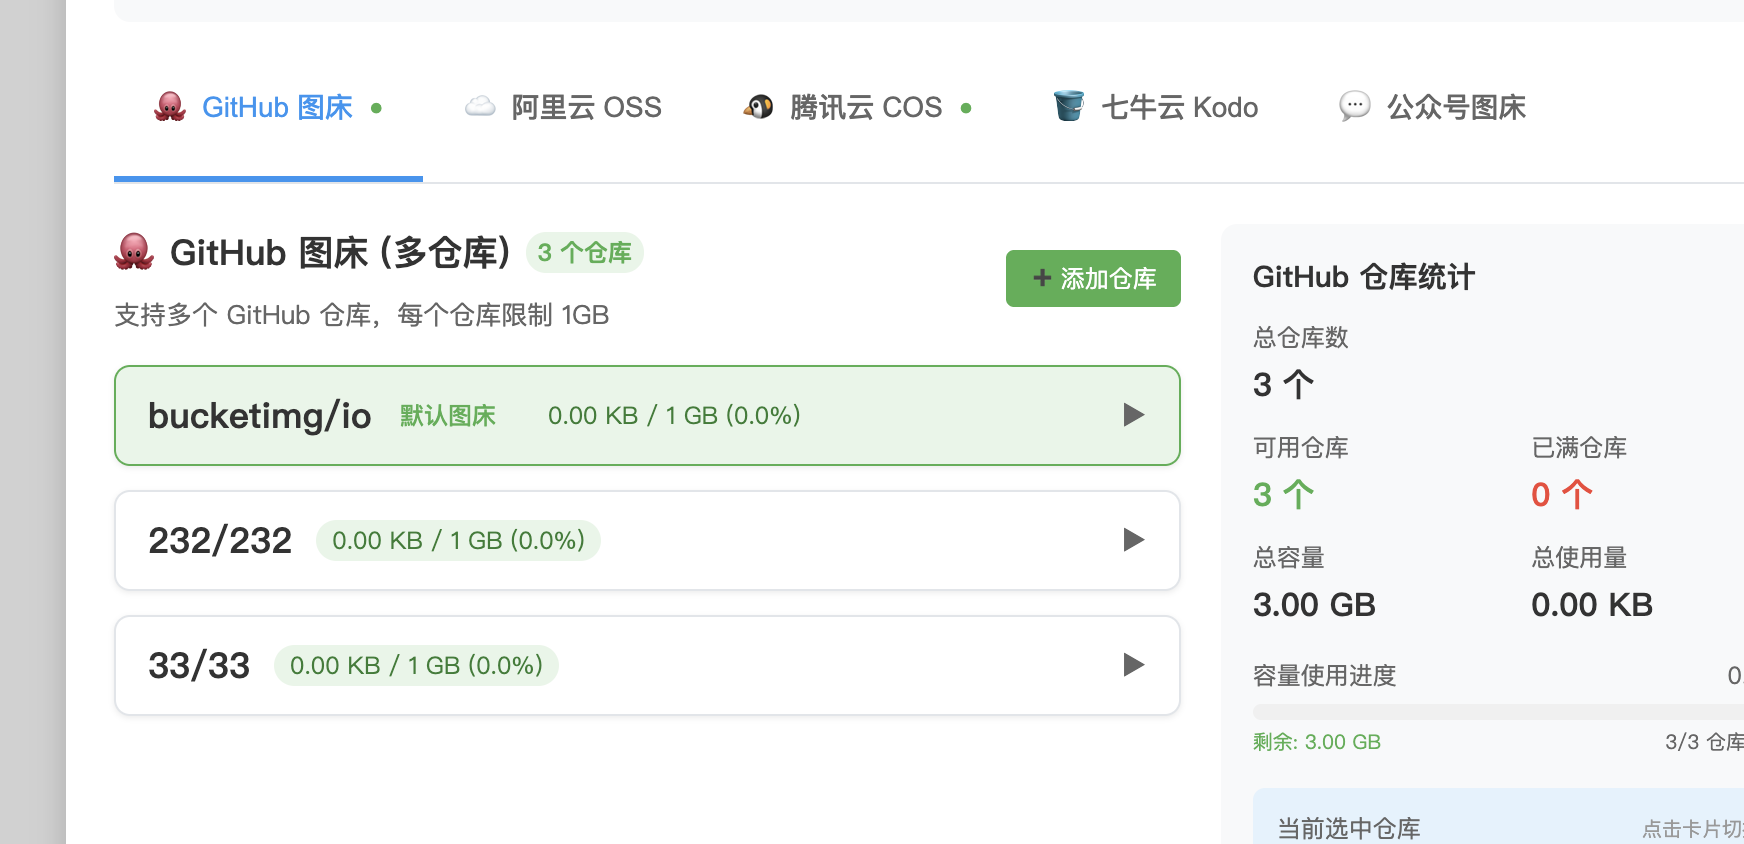 GitHub 图床
阿里云 OSS
腾讯云 COS
七牛云 Kodo
公众号图床
GitHub 图床 (多仓库)
3 个仓库
支持多个 GitHub 仓库，每个仓库限制 1GB
+ 添加仓库
bucketimg/io
默认图床
0.00 KB / 1 GB (0.0%)
232/232
0.00 KB / 1 GB (0.0%)
33/33
0.00 KB / 1 GB (0.0%)
GitHub 仓库统计
总仓库数
3 个
可用仓库
3 个
已满仓库
0 个
总容量
3.00 GB
总使用量
0.00 KB
容量使用进度
0.
剩余: 3.00 GB
3/3 仓库
当前选中仓库
点击卡片切